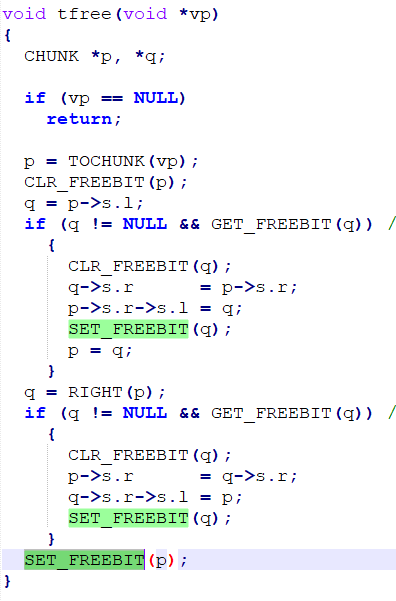 void tfree(void *vp)
{
  CHUNK *p, *q;

  if (vp == NULL)
    return;

  p = TOCHUNK(vp);
  CLR_FREEBIT(p);
  q = p->s.l;
  if (q != NULL && GET_FREEBIT(q)) /
    {
      CLR_FREEBIT(q);
      q->s.r      = p->s.r;
      p->s.r->s.l = q;
      SET_FREEBIT(q);
      p = q;
    }
  q = RIGHT(p);
  if (q != NULL && GET_FREEBIT(q)) /
    {
      CLR_FREEBIT(q);
      p->s.r      = q->s.r;
      q->s.r->s.l = p;
      SET_FREEBIT(q);
    }
  SET_FREEBIT(p);
}